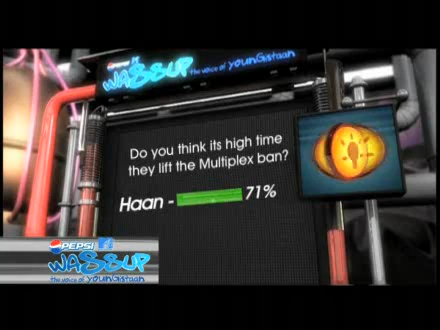 PEPSI
WASSUP
the voice of YOUNGistaan
Do you think its high time
they lift the Multiplex ban?
Haan - 71%
PEPSI
WASSUP
the voice of YOUNGistaan